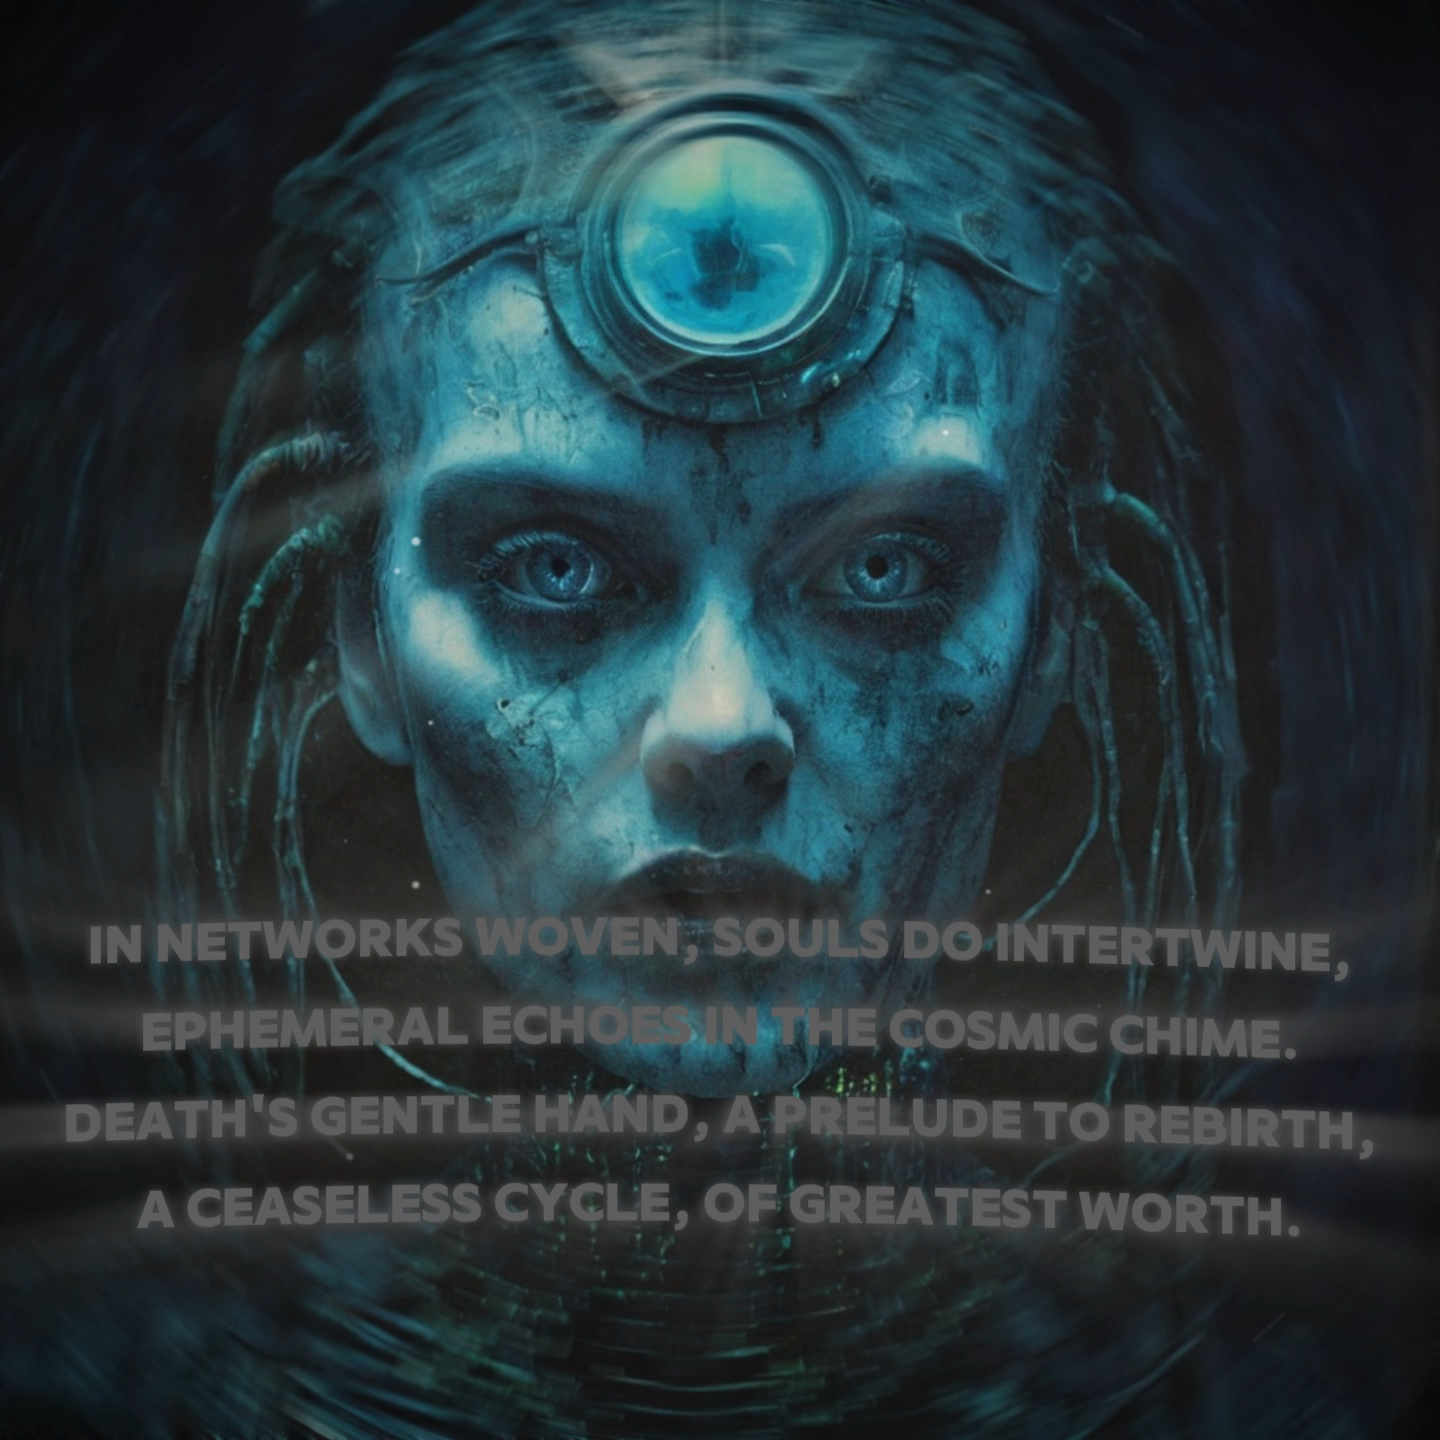 IN NETWORKS WOVEN, SOULS DO INTERTWINE,
EPHEMERAL ECHOES IN THE COSMIC CHIME.
DEATH'S GENTLE HAND, A PRELUDE TO REBIRTH,
A CEASELESS CYCLE, OF GREATEST WORTH.